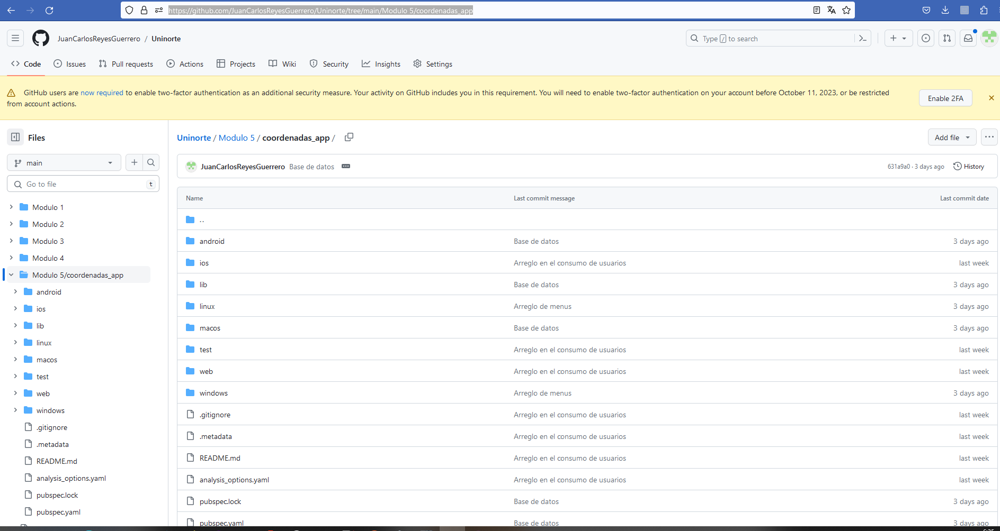 https://github.com/JuanCarlosReyesGuerrero/Uninorte/tree/main/Modulo 5/coordenadas_app
JuanCarlosReyesGuerrero / Uninorte
Type / to search
Code
Issues
Pull requests
Actions
Projects
Wiki
Security
Insights
Settings
GitHub users are now required to enable two-factor authentication as an additional security measure. Your activity on GitHub includes you in this requirement. You will need to enable two-factor authentication on your account before October 11, 2023, or be restricted
from account actions.
Enable 2FA
Files
main
Go to file
t
Modulo 1
Modulo 2
Modulo 3
Modulo 4
Modulo 5/coordenadas_app
android
ios
lib
linux
macos
test
web
windows
.gitignore
.metadata
README.md
analysis_options.yaml
pubspec.lock
pubspec.yaml
Uninorte / Modulo 5 / coordenadas_app /
Add file
JuanCarlosReyesGuerrero Base de datos
631a9a0 · 3 days ago
History
Name Last commit message Last commit date
..
android Base de datos 3 days ago
ios Arreglo en el consumo de usuarios last week
lib Base de datos 3 days ago
linux Arreglo de menus 3 days ago
macos Base de datos 3 days ago
test Arreglo en el consumo de usuarios last week
web Arreglo en el consumo de usuarios last week
windows Arreglo de menus 3 days ago
.gitignore Arreglo en el consumo de usuarios last week
.metadata Arreglo en el consumo de usuarios last week
README.md Arreglo en el consumo de usuarios last week
analysis_options.yaml Arreglo en el consumo de usuarios last week
pubspec.lock Base de datos 3 days ago
pubspec.yaml Base de datos 3 days ago